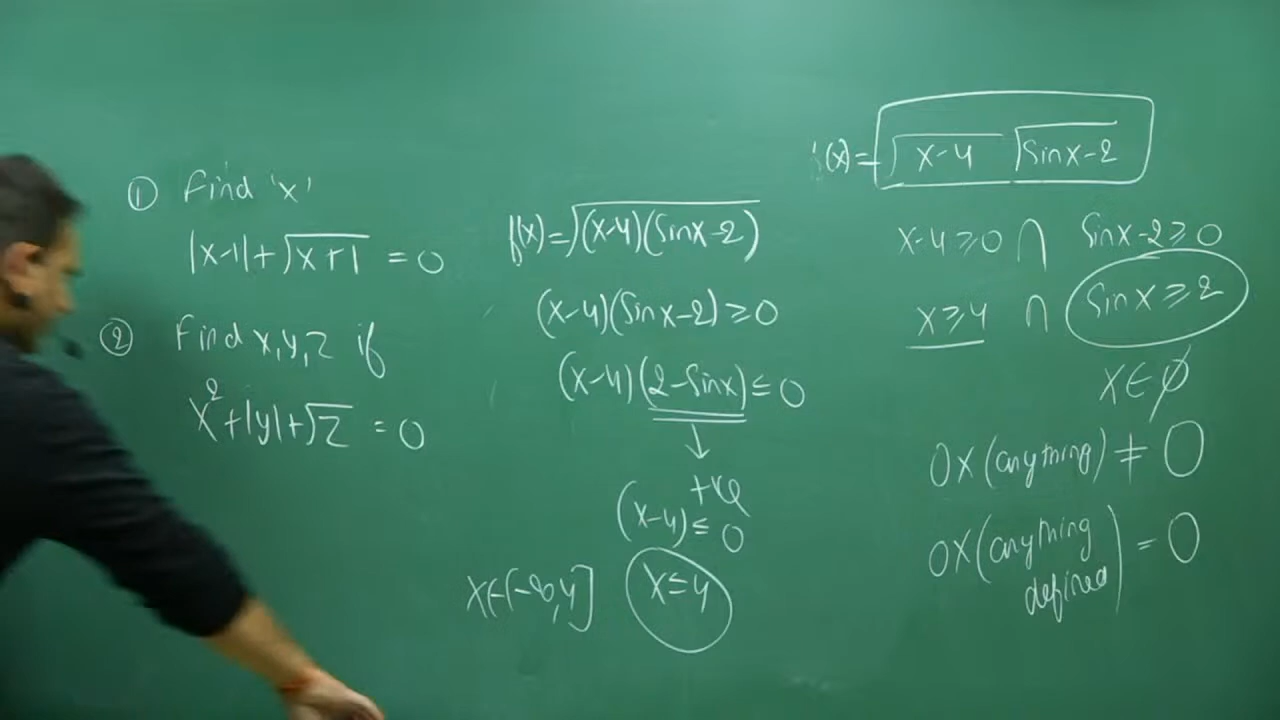 ① Find 'x'
|x-1|+√x+1 = 0
② Find x,y,z if
x²+|y|+√z = 0
f(x)=√(x-4)(Sinx-2)
(x-4)(Sinx-2)≥0
(x-4)(2-Sinx)≤0
↓
+ve
(x-4)≤0
x≤4
x∈(-∞,4]
(x)=√x-4 √Sinx-2
x-4≥0 ∩ Sinx-2≥0
x≥4 ∩ Sinx≥2
x∈φ
0×(anything)≠0
0×(anything defined)=0